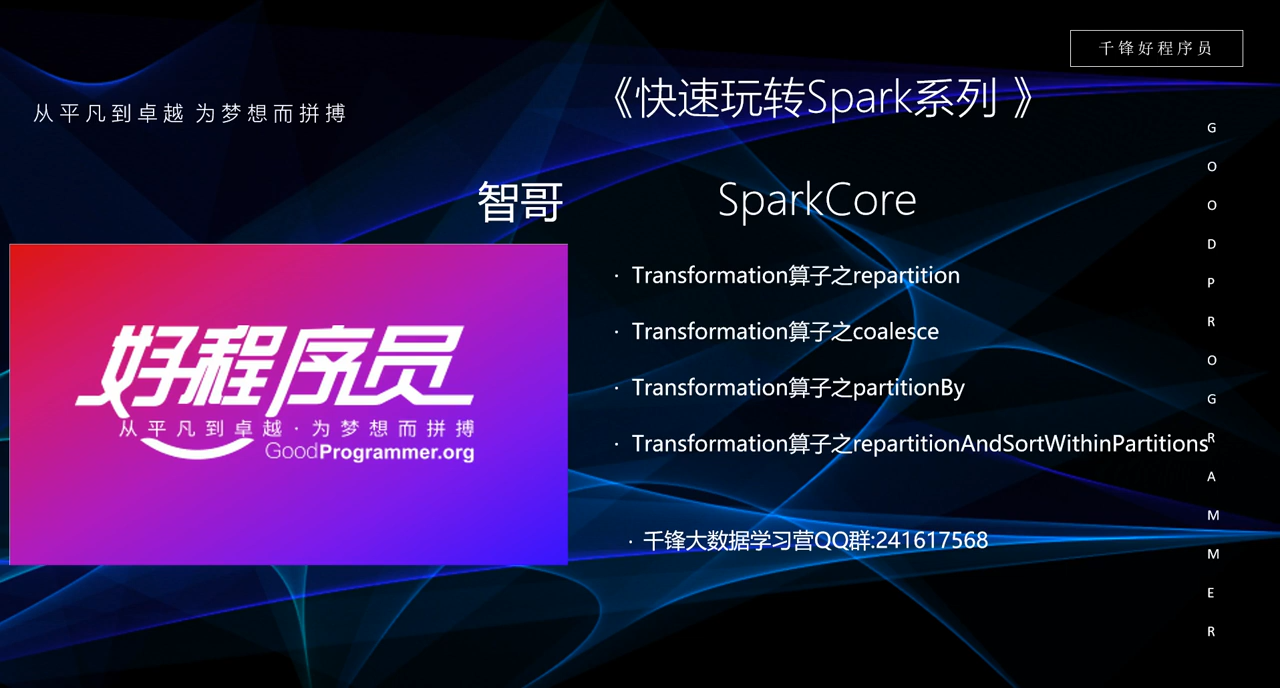 千锋好程序员
从平凡到卓越 为梦想而拼搏
《快速玩转Spark系列 》
智哥
SparkCore
好程序员
从平凡到卓越·为梦想而拼搏
GoodProgrammer.org
· Transformation算子之repartition
· Transformation算子之coalesce
· Transformation算子之partitionBy
· Transformation算子之repartitionAndSortWithinPartitions
· 千锋大数据学习营QQ群:241617568
GOODPROGRAMMER